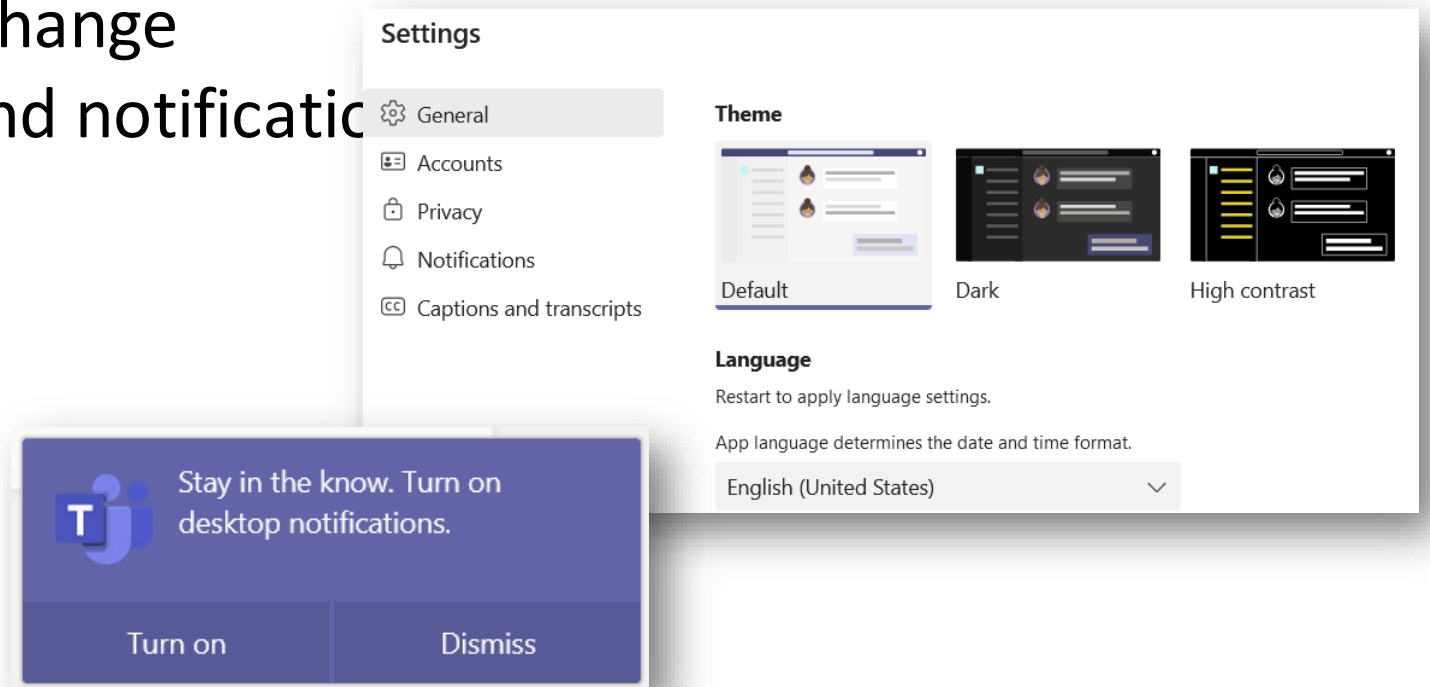 hange
nd notificatio
Settings
General
Accounts
Privacy
Notifications
CC Captions and transcripts
Theme
Default
Dark
High contrast
Language
Restart to apply language settings.
App language determines the date and time format.
English (United States)
T
Stay in the know. Turn on
desktop notifications.
Turn on
Dismiss